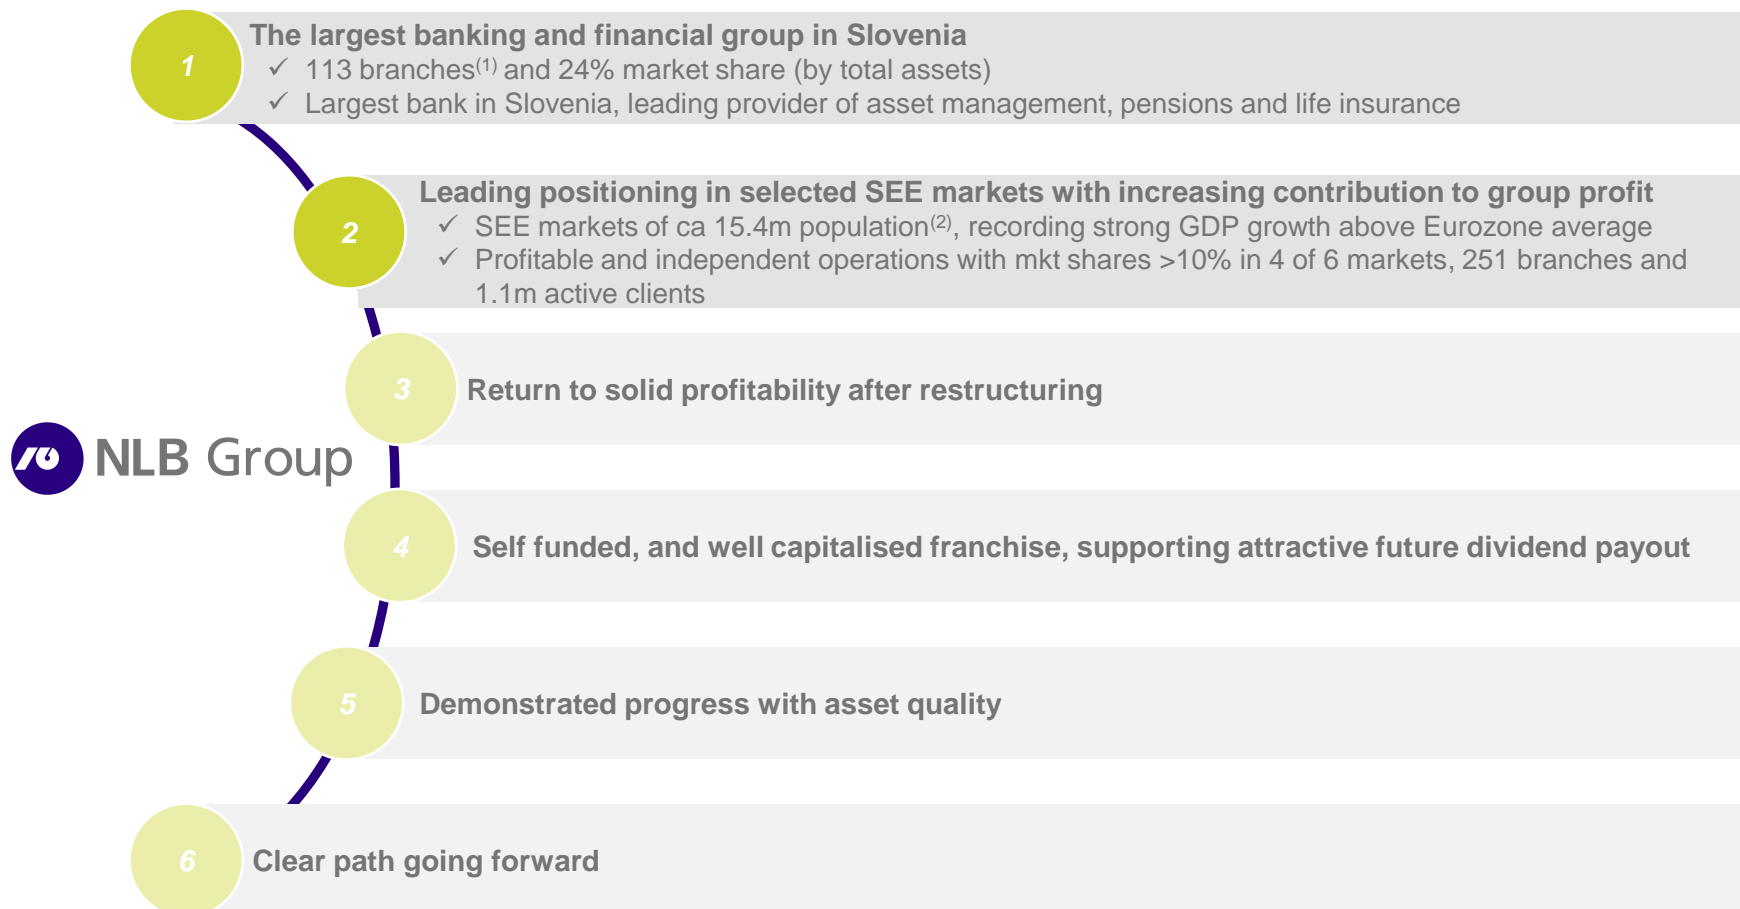 1
The largest banking and financial group in Slovenia
✓ 113 branches(1) and 24% market share (by total assets)
✓ Largest bank in Slovenia, leading provider of asset management, pensions and life insurance
2
Leading positioning in selected SEE markets with increasing contribution to group profit
✓ SEE markets of ca 15.4m population(2), recording strong GDP growth above Eurozone average
✓ Profitable and independent operations with mkt shares >10% in 4 of 6 markets, 251 branches and
1.1m active clients
3
Return to solid profitability after restructuring
NLB Group
4
Self funded, and well capitalised franchise, supporting attractive future dividend payout
5
Demonstrated progress with asset quality
6
Clear path going forward